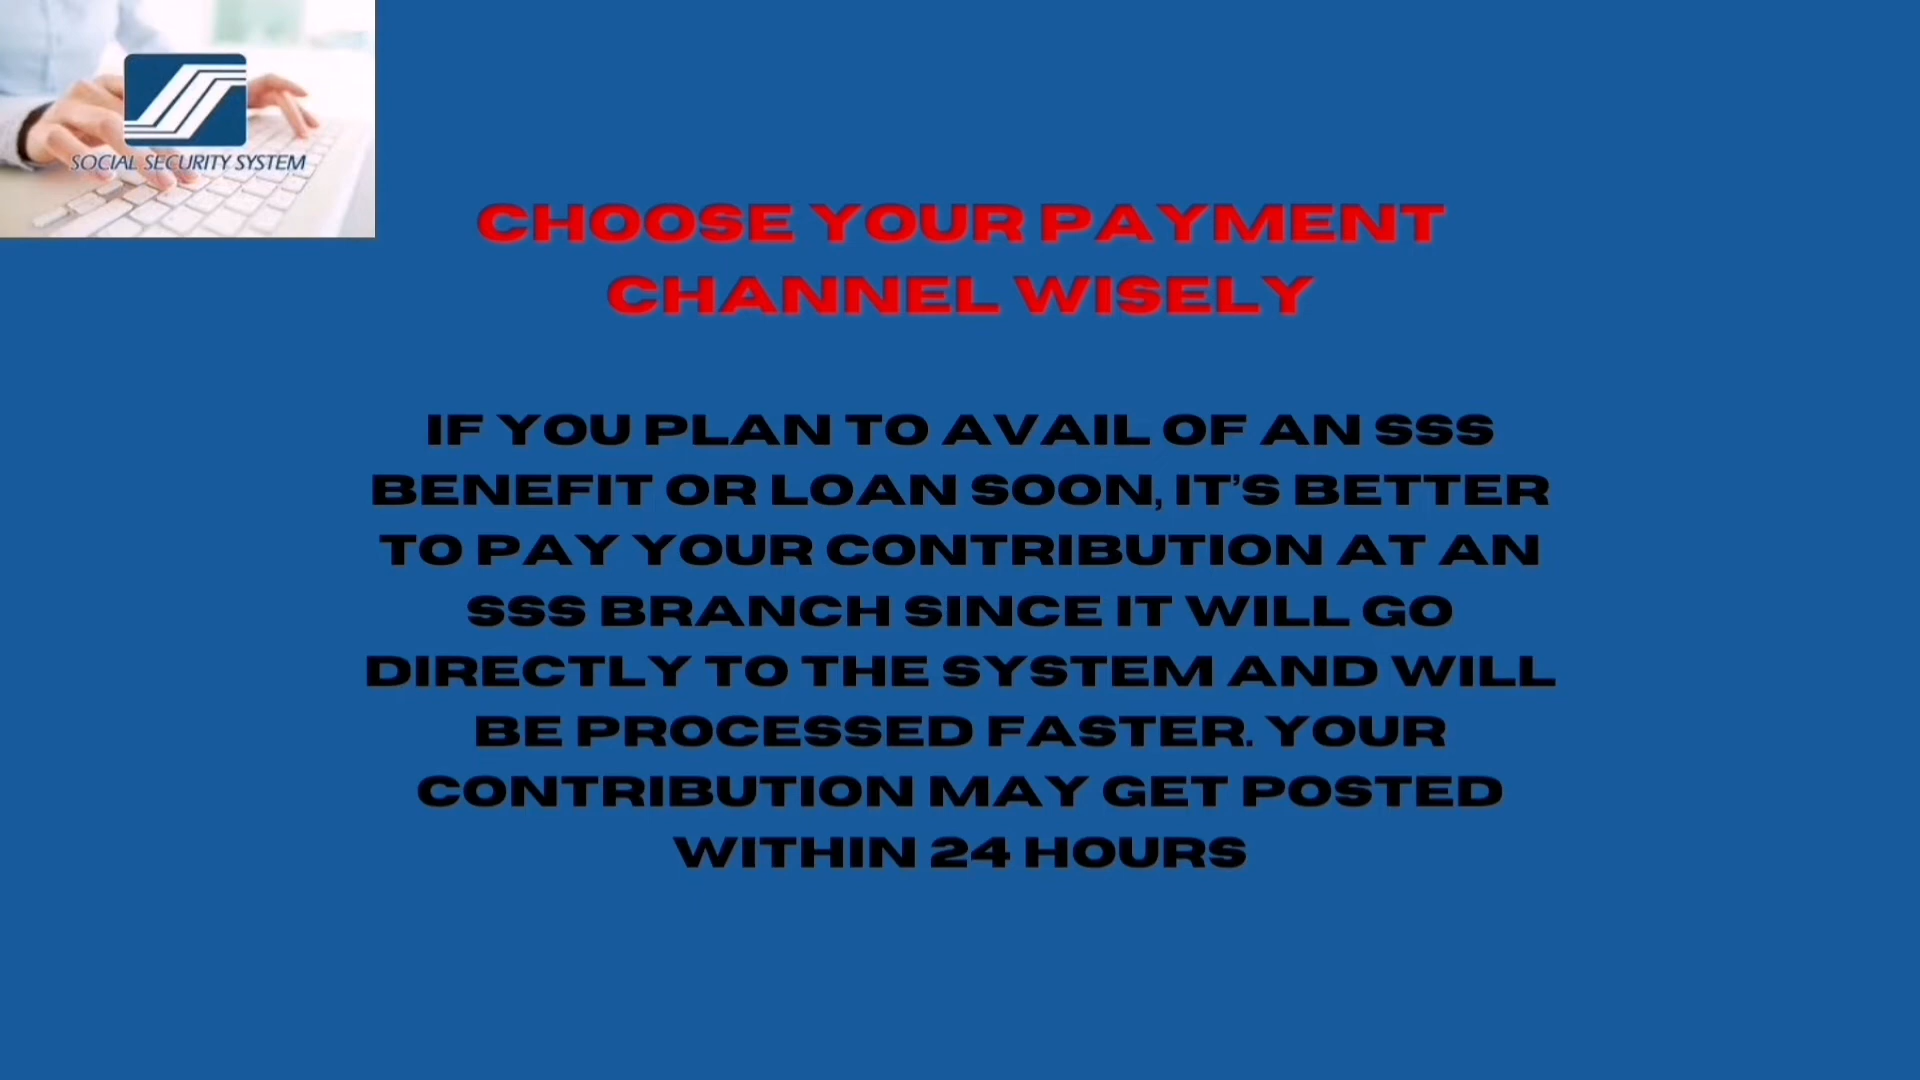 SOCIAL SECURITY SYSTEM
CHOOSE YOUR PAYMENT
CHANNEL WISELY
IF YOU PLAN TO AVAIL OF AN SSS
BENEFIT OR LOAN SOON, IT'S BETTER
TO PAY YOUR CONTRIBUTION AT AN
SSS BRANCH SINCE IT WILL GO
DIRECTLY TO THE SYSTEM AND WILL
BE PROCESSED FASTER. YOUR
CONTRIBUTION MAY GET POSTED
WITHIN 24 HOURS